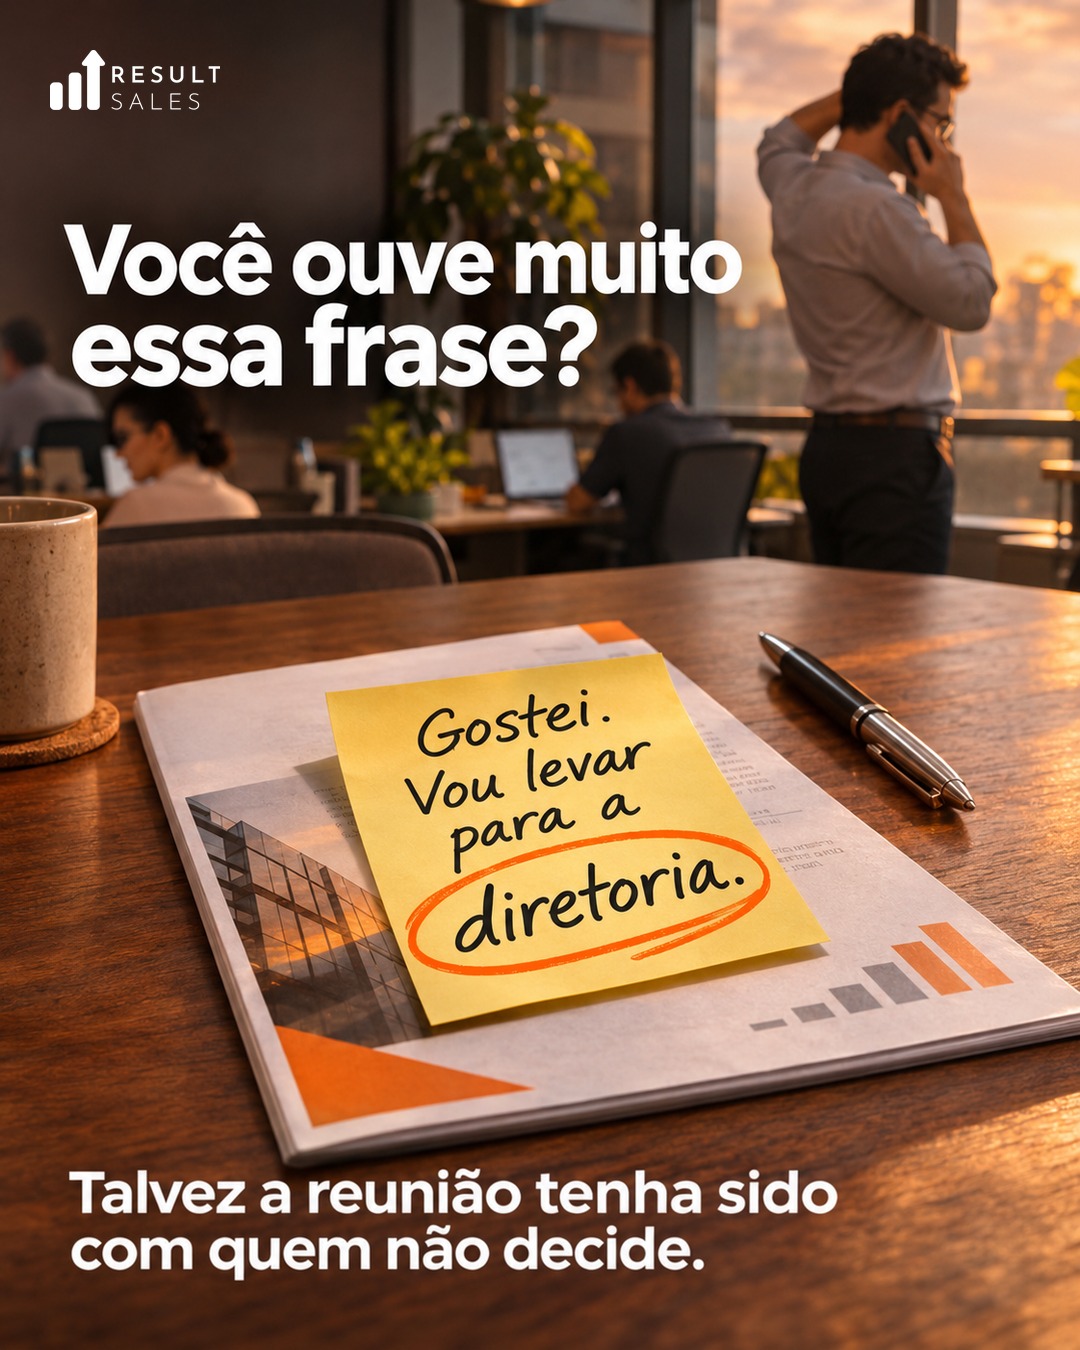 RESULT
SALES
Você ouve muito
essa frase?
Gostei.
Vou levar
para a
diretoria.
Talvez a reunião tenha sido
com quem não decide.